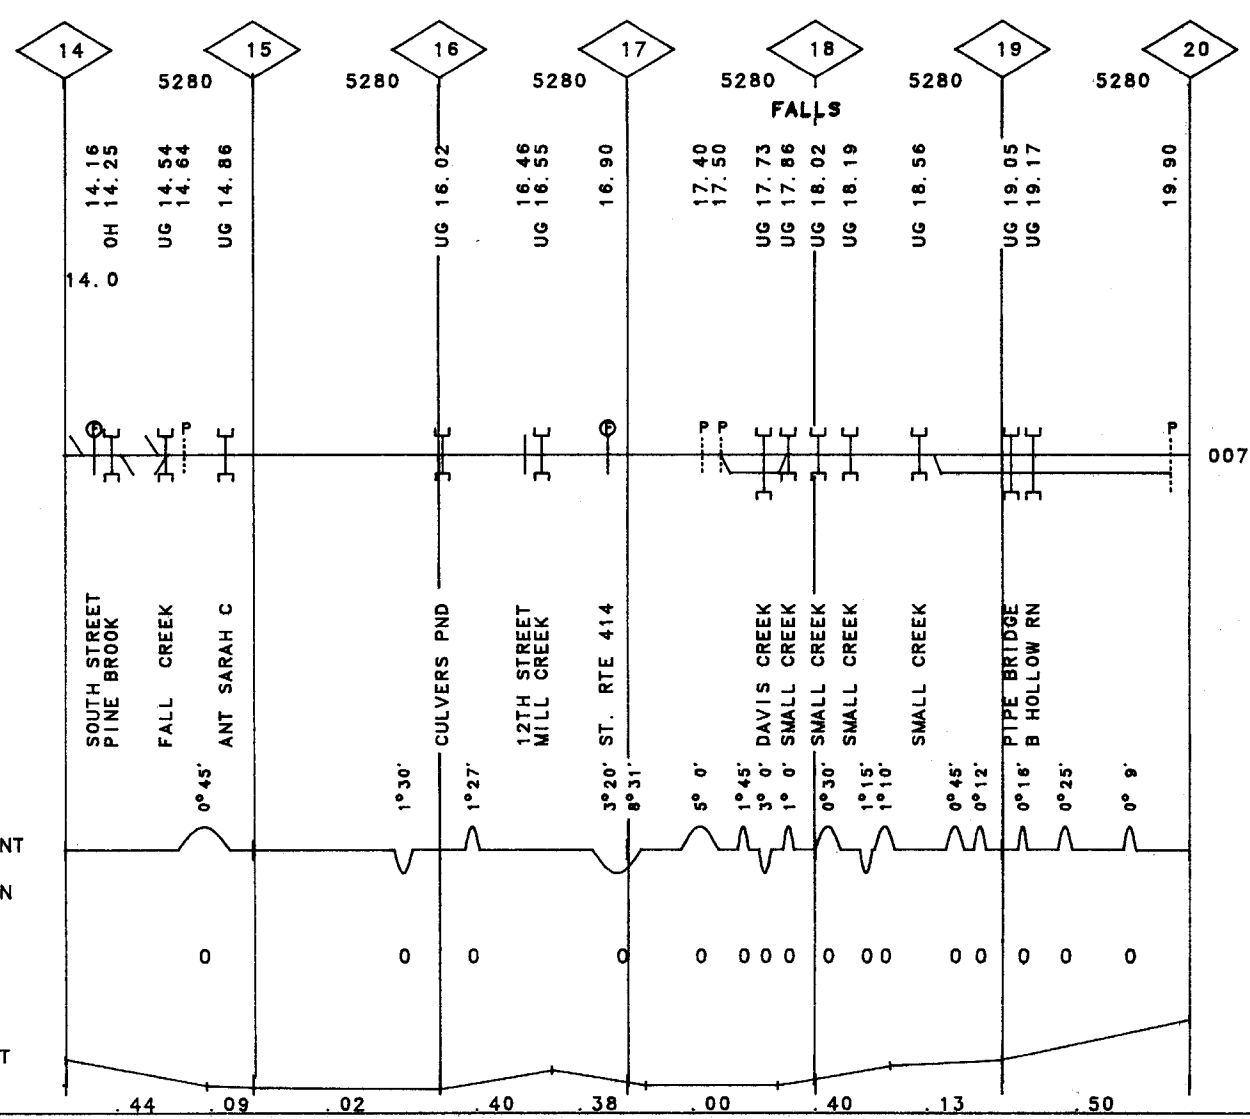 14 15 16 17 18 19 20
5280 5280 5280 5280 5280 5280
FALLS
14.16
OH 14.25
UG 14.54
14.64
UG 14.86
UG 16.02
16.46
UG 16.55
16.90
17.40
17.50
UG 17.73
UG 17.86
UG 18.02
UG 18.19
UG 18.56
UG 19.05
UG 19.17
19.90
14.0
F P F P P P
007
SOUTH STREET
PINE BROOK
FALL CREEK
ANT SARAH C
CULVERS PND
12TH STREET
MILL CREEK
ST. RTE 414
DAVIS CREEK
SMALL CREEK
SMALL CREEK
SMALL CREEK
SMALL CREEK
PIPE BRIDGE
B HOLLOW RN
0°45'
1°30'
1°27'
3°20'
8°31'
5° 0'
1°45'
3° 0'
1° 0'
0°30'
1°15'
1°10'
0°45'
0°12'
0°16'
0°25'
0° 9'
NT
N
0 0 0 0 0 0 0 0 0 0 0 0 0 0 0 0
T
.44 .09 .02 .40 .38 .00 .40 .13 .50